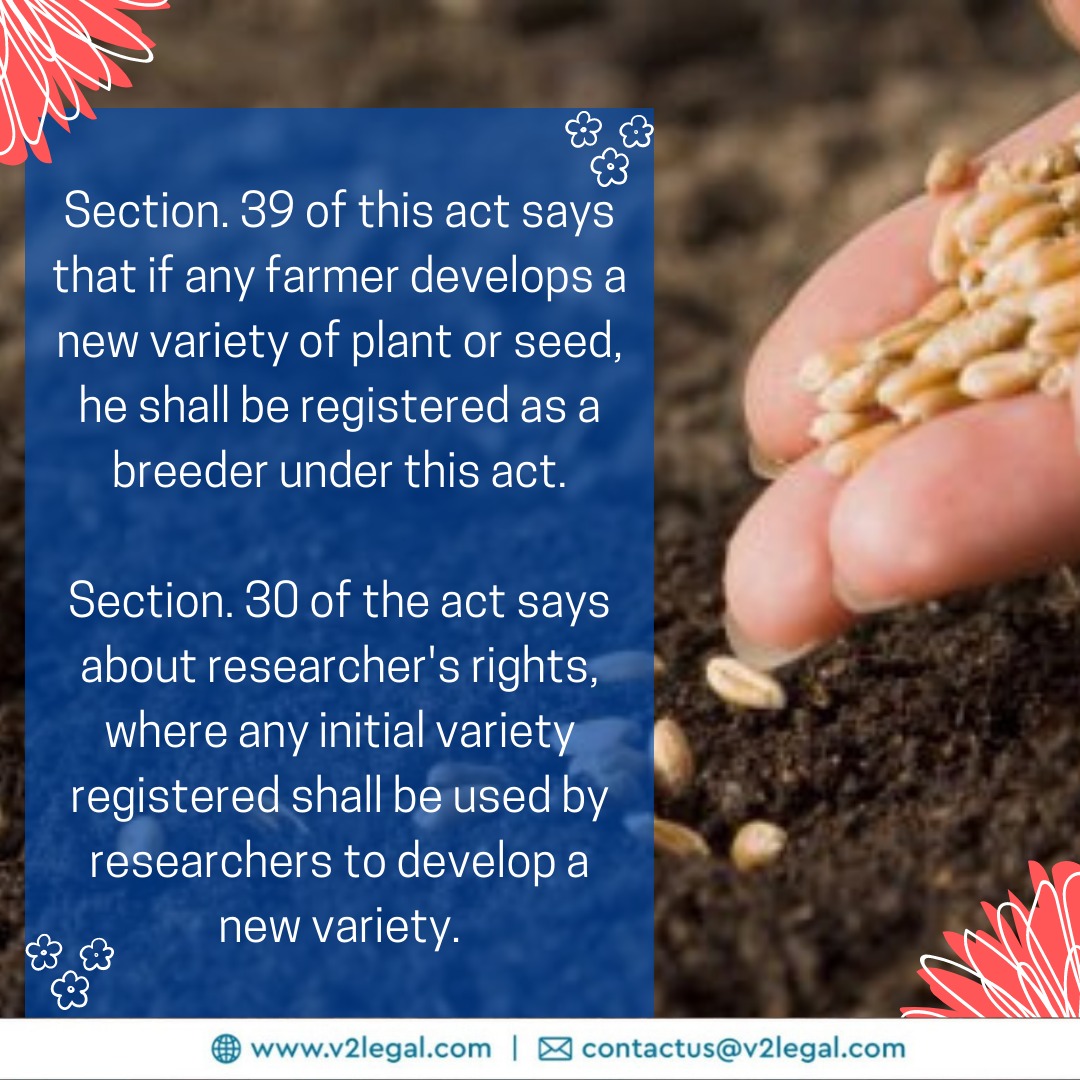 Section. 39 of this act says
that if any farmer develops a
new variety of plant or seed,
he shall be registered as a
breeder under this act.
Section. 30 of the act says
about researcher's rights,
where any initial variety
registered shall be used by
researchers to develop a
new variety.
www.v2legal.com | contactus@v2legal.com